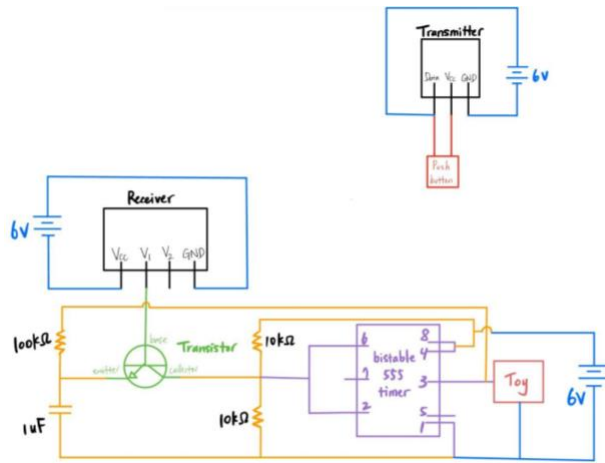 Transmitter
Data Vcc GND
6V
Push
button
Receiver
6V
Vcc V1 V2 GND
100kΩ
base
Transistor
emitter
collector
10kΩ
6
8
4
bistable
555
timer
7
3
2
5
1
Toy
6V
10kΩ
1uF